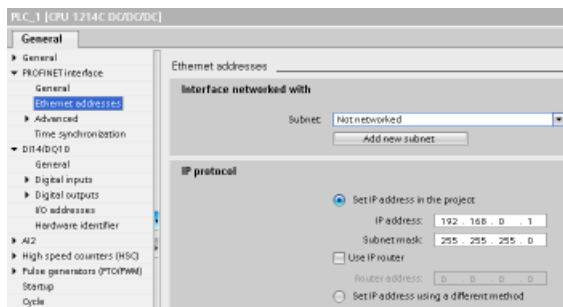 PLC_1 [CPU 1214C DC/DC/DC]
General
General
PROFINET interface
General
Ethernet addresses
Advanced
Time synchronization
DI14/DQ10
General
Digital inputs
Digital outputs
I/O addresses
Hardware identifier
AI2
High speed counters (HSC)
Pulse generators (PTO/PWM)
Startup
Cycle
Ethernet addresses
Interface networked with
Subnet: Not networked
Add new subnet
IP protocol
Set IP address in the project
IP address: 192 . 168 . 0 . 1
Subnet mask: 255 . 255 . 255 . 0
Use IP router
Router address: 0 . 0 . 0 . 0
Set IP address using a different method